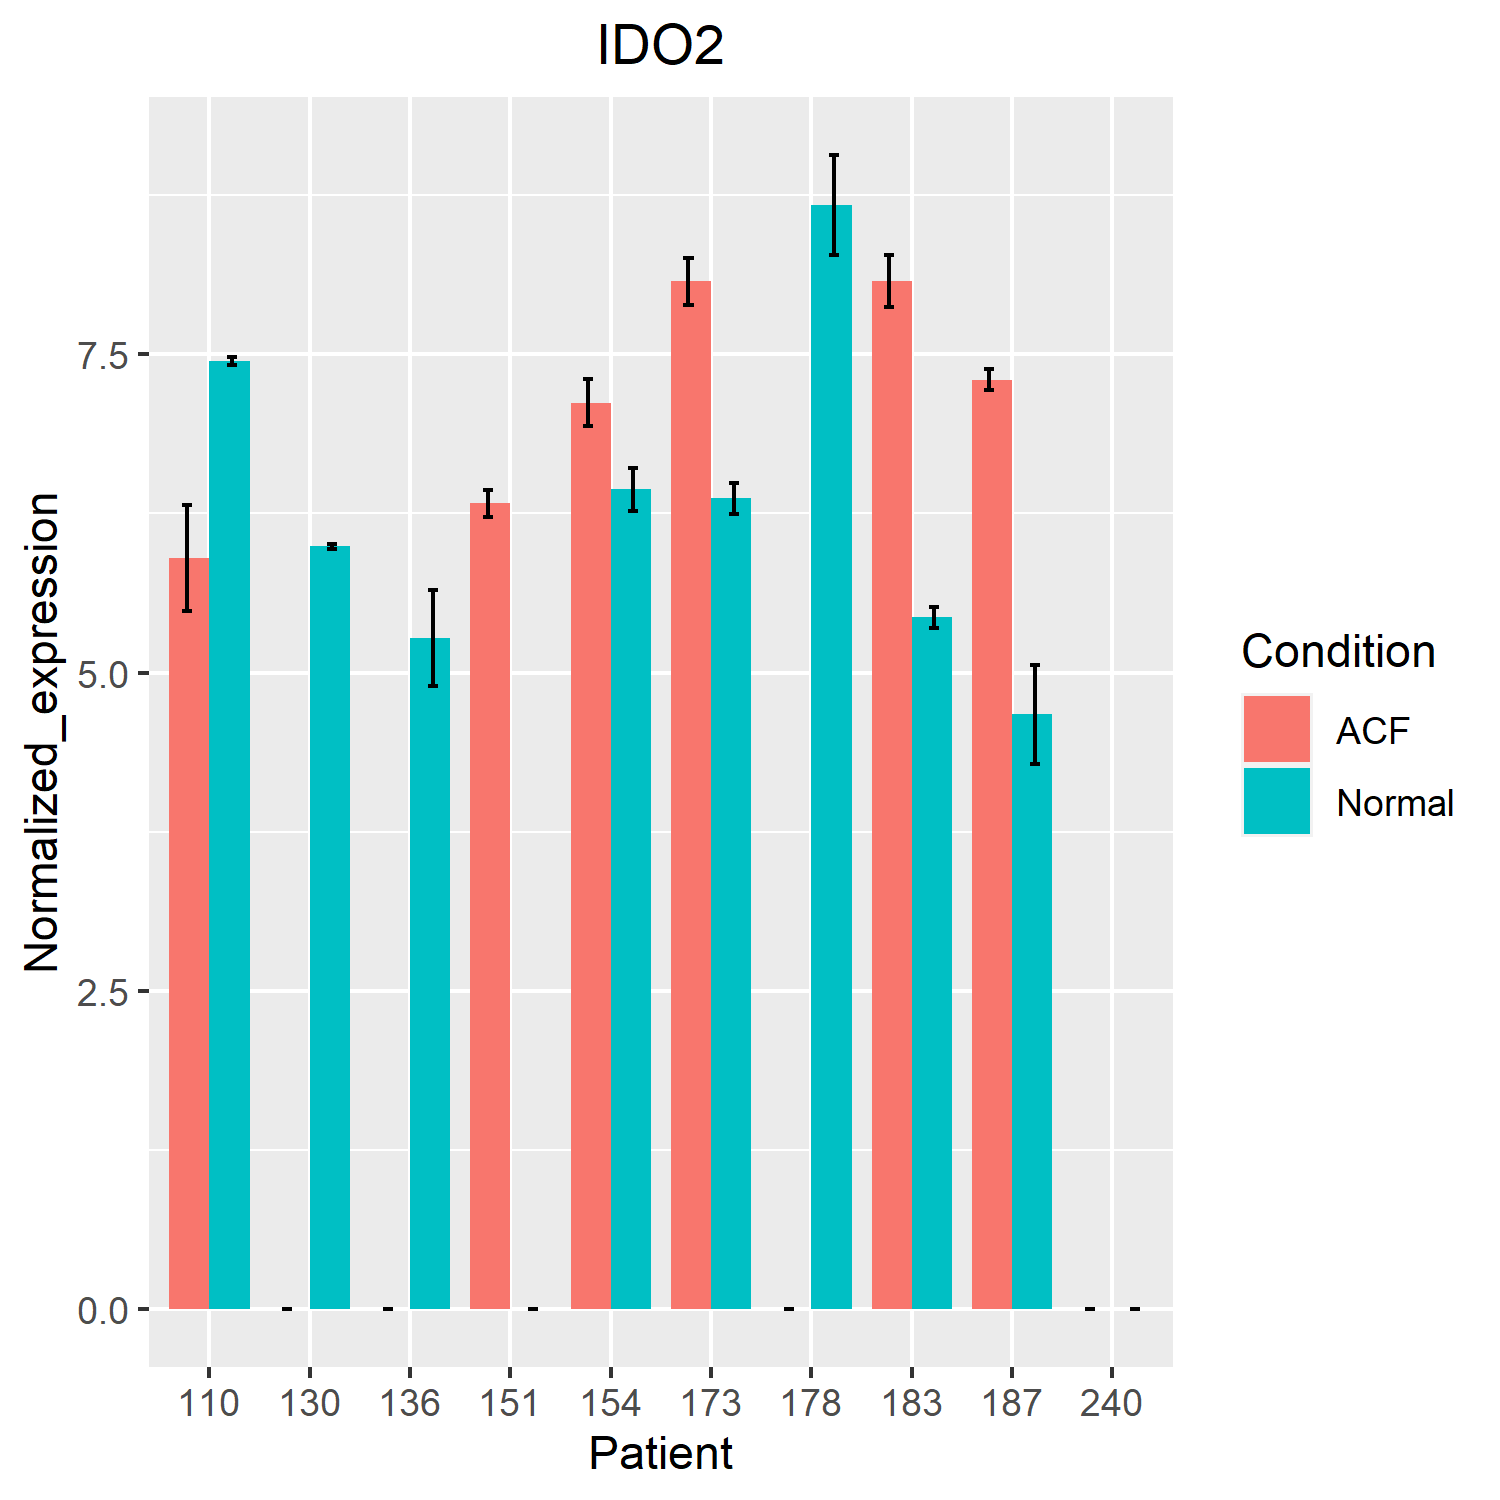 IDO2
Normalized_expression
7.5
5.0
2.5
0.0
110 130 136 151 154 173 178 183 187 240
Patient
Condition
ACF
Normal